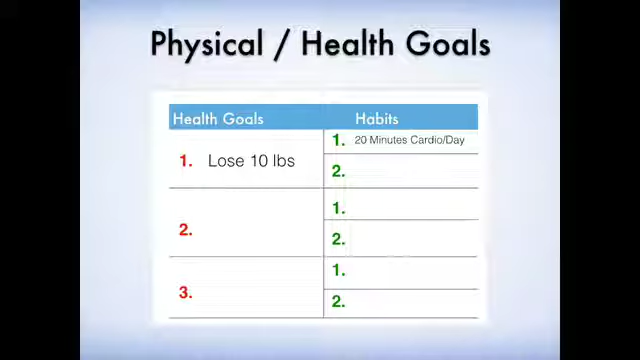 Physical / Health Goals
Health Goals Habits
1. Lose 10 lbs
1. 20 Minutes Cardio/Day
2.
2.
1.
2.
3.
1.
2.